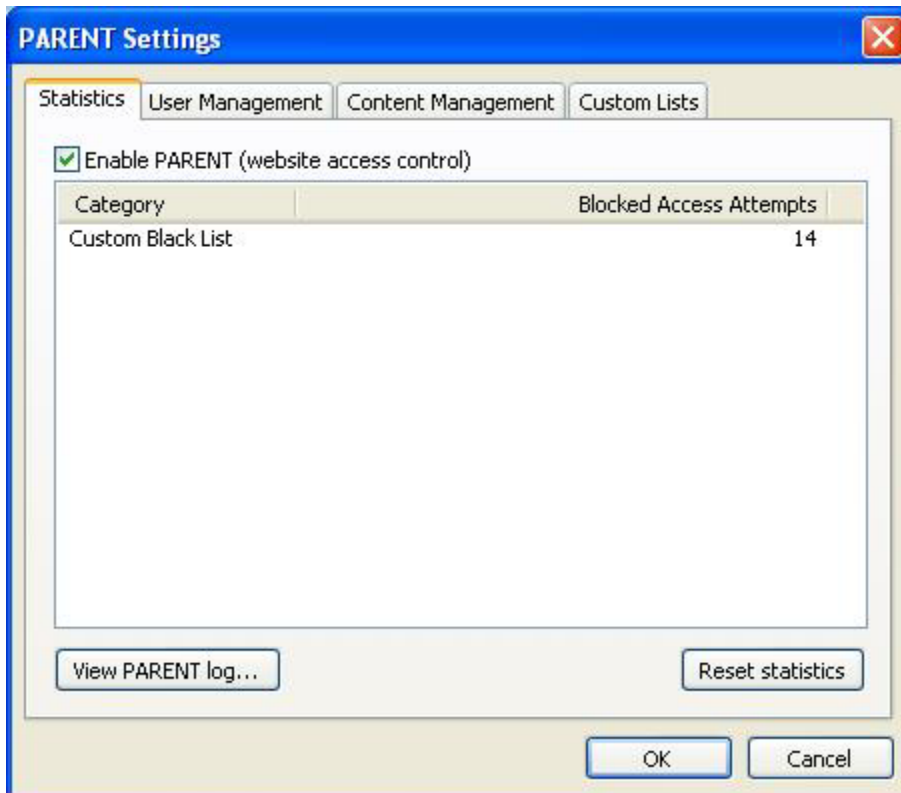 PARENT Settings
Statistics User Management Content Management Custom Lists
Enable PARENT (website access control)
Category Blocked Access Attempts
Custom Black List 14
View PARENT log... Reset statistics
OK Cancel